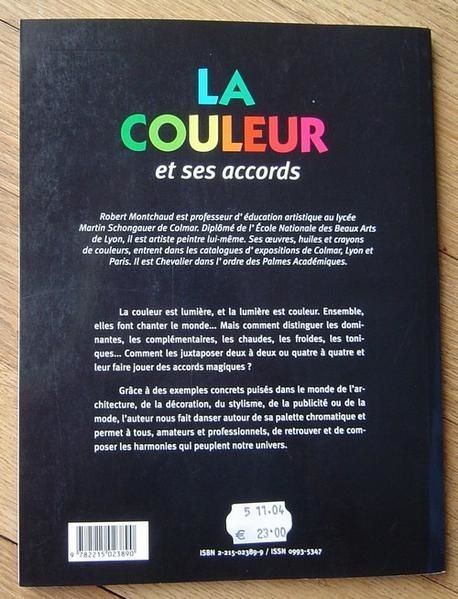 LA
COULEUR
et ses accords
Robert Montchaud est professeur d' éducation artistique au lycée
Martin Schongauer de Colmar. Diplômé de l' École Nationale des Beaux Arts
de Lyon, il est artiste peintre lui-même. Ses œuvres, huiles et crayons
de couleurs, entrent dans les catalogues d' expositions de Colmar, Lyon et
Paris. Il est Chevalier dans l' ordre des Palmes Académiques.
La couleur est lumière, et la lumière est couleur. Ensemble,
elles font chanter le monde... Mais comment distinguer les domi-
nantes, les complémentaires, les chaudes, les froides, les toni-
ques... Comment les juxtaposer deux à deux ou quatre à quatre et
leur faire jouer des accords magiques ?
Grâce à des exemples concrets puisés dans le monde de l'ar-
chitecture, de la décoration, du stylisme, de la publicité ou de la
mode, l'auteur nous fait danser autour de sa palette chromatique et
permet à tous, amateurs et professionnels, de retrouver et de com-
poser les harmonies qui peuplent notre univers.
5 11.04
€ 23.00
9 782215 023890
ISBN 2-215-02389-9 / ISSN 0993-5347